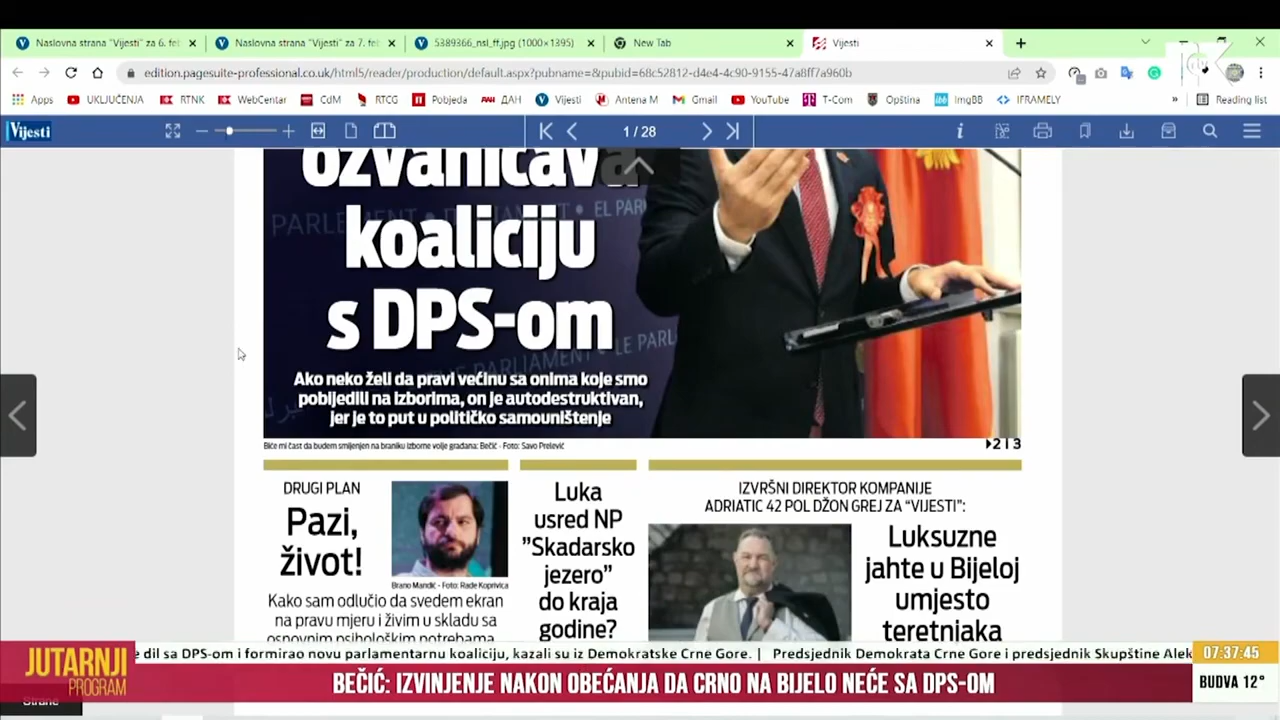 Naslovna strana "Vijesti" za 6. fe
Naslovna strana "Vijesti" za 7. fe
5389366_nsl_ff.jpg (1000×1395)
New Tab
Vijesti
edition.pagesuite-professional.co.uk/html5/reader/production/default.aspx?pubname=&pubid=68c52812-d4e4-4c90-9155-47a8ff7a960b
Apps
UKLJUČENJA
RTNK
WebCentar
CdM
RTCG
Pobjeda
ДАН
Vijesti
Antena M
Gmail
YouTube
T-Com
Opština
ImgBB
IFRAMELY
»
Reading list
Vijesti
1 / 28
ozvaničava
koaliciju
s DPS-om
Ako neko želi da pravi većinu sa onima koje smo
pobijedili na izborima, on je autodestruktivan,
jer je to put u političko samouništenje
Biće mi čast da budem smijenjen na braniku izborne volje građana: Bečić - Foto: Savo Prelević
2 I 3
DRUGI PLAN
Pazi,
život!
Brano Mandić - Foto: Rade Koprivica
Kako sam odlučio da svedem ekran
na pravu mjeru i živim u skladu sa
osnovnim psihološkim potrebama
Luka
usred NP
"Skadarsko
jezero"
do kraja
godine?
IZVRŠNI DIREKTOR KOMPANIJE
ADRIATIC 42 POL DŽON GREJ ZA "VIJESTI":
Luksuzne
jahte u Bijeloj
umjesto
teretnjaka
JUTARNJI
PROGRAM
e dil sa DPS-om i formirao novu parlamentarnu koaliciju, kazali su iz Demokratske Crne Gore. | Predsjednik Demokrata Crne Gore i predsjednik Skupštine Alek
07:37:45
BEČIĆ: IZVINJENJE NAKON OBEĆANJA DA CRNO NA BIJELO NEĆE SA DPS-OM
BUDVA 12°
Strane